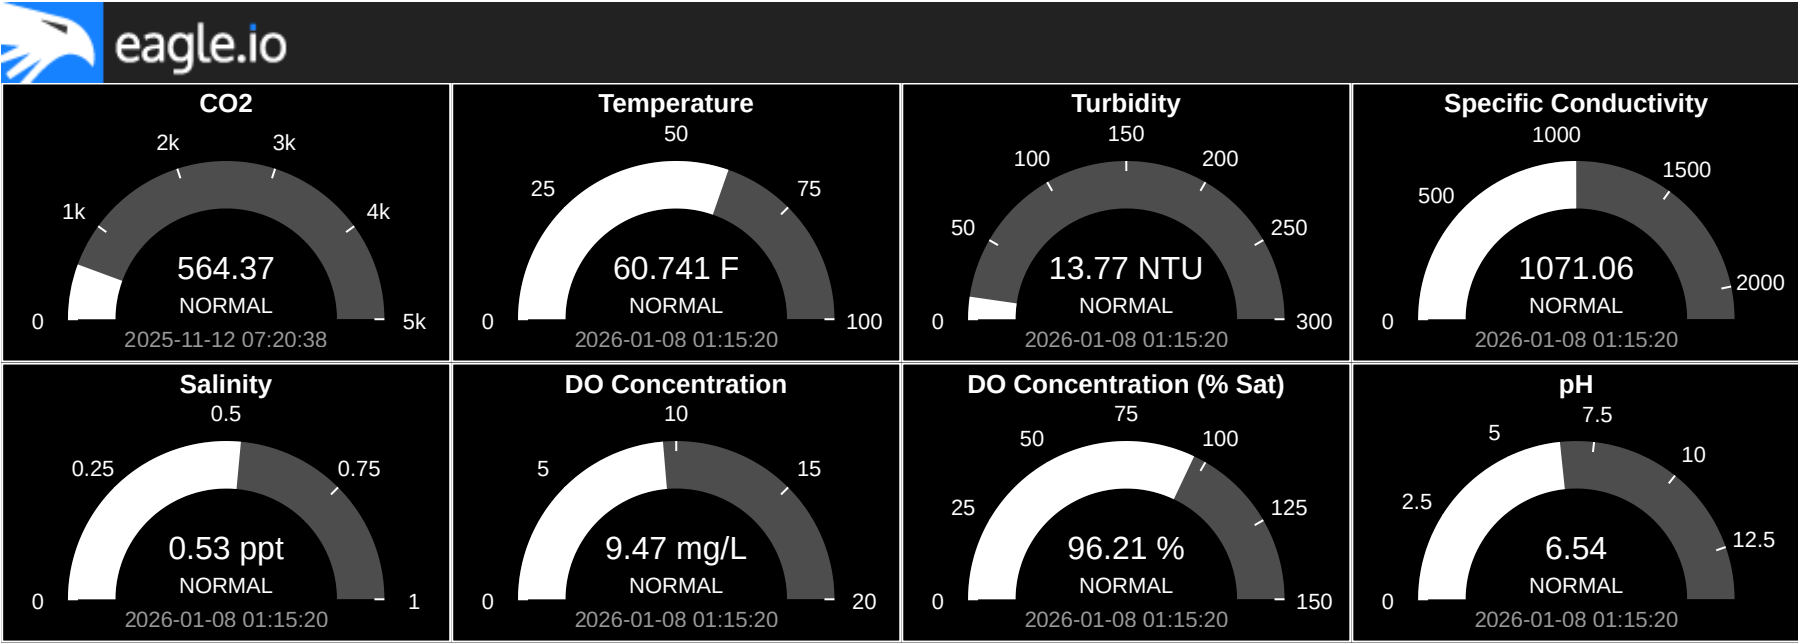 eagle.io
CO2
0
1k
2k
3k
4k
5k
564.37
NORMAL
2025-11-12 07:20:38
Temperature
0
25
50
75
100
60.741 F
NORMAL
2026-01-08 01:15:20
Turbidity
0
50
100
150
200
250
300
13.77 NTU
NORMAL
2026-01-08 01:15:20
Specific Conductivity
0
500
1000
1500
2000
1071.06
NORMAL
2026-01-08 01:15:20
Salinity
0
0.25
0.5
0.75
1
0.53 ppt
NORMAL
2026-01-08 01:15:20
DO Concentration
0
5
10
15
20
9.47 mg/L
NORMAL
2026-01-08 01:15:20
DO Concentration (% Sat)
0
25
50
75
100
125
150
96.21 %
NORMAL
2026-01-08 01:15:20
pH
0
2.5
5
7.5
10
12.5
6.54
NORMAL
2026-01-08 01:15:20